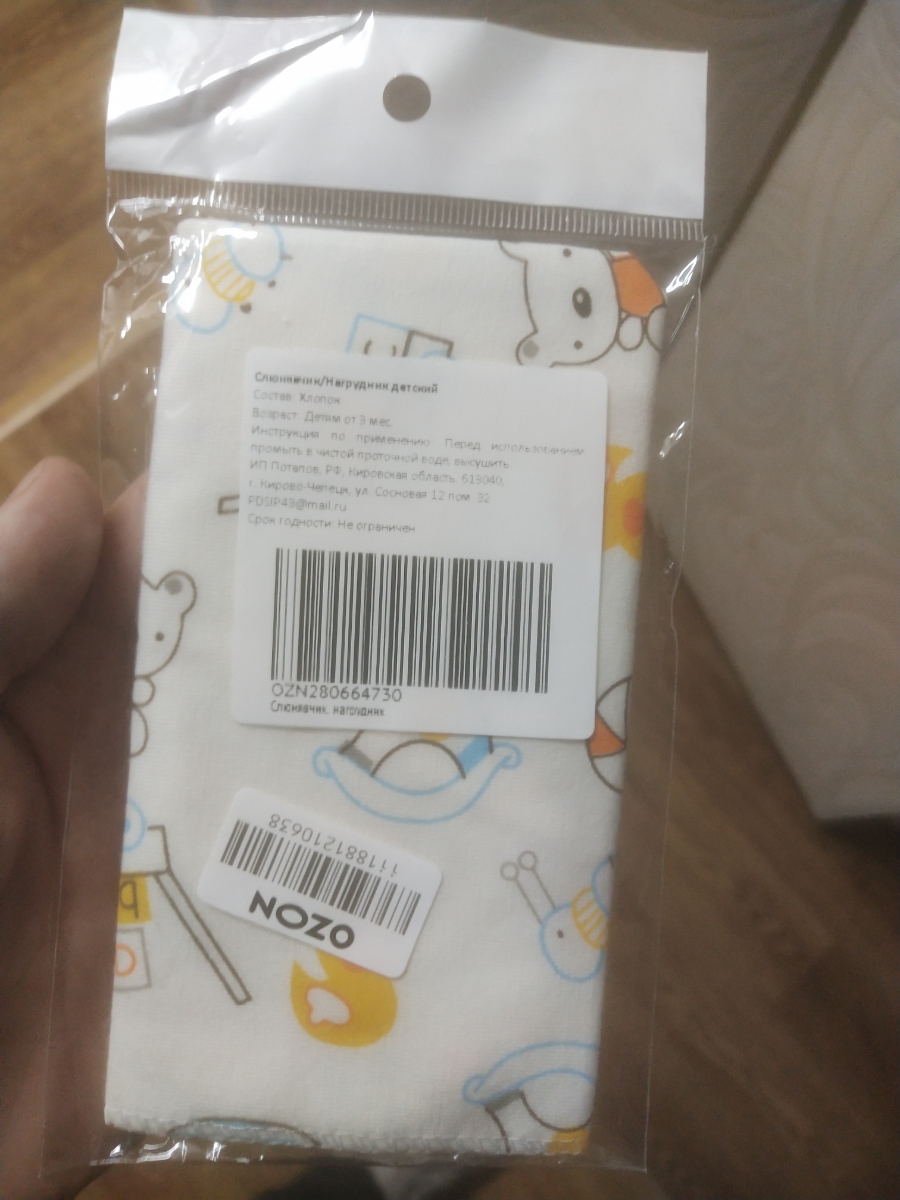 Слюнявчик/Нагрудник детский
Состав: Хлопок
Возраст: Детям от 3 мес.
Инструкция по применению: Перед использованием
промыть в чистой проточной воде, высушить.
ИП Потапов, РФ, Кировская область, 613040,
г. Кирово-Чепецк, ул. Сосновая 12 пом. 32
PDSIP43@mail.ru
Срок годности: Не ограничен
OZN280664730
Слюнявчик, нагрудник
OZON
111881210638